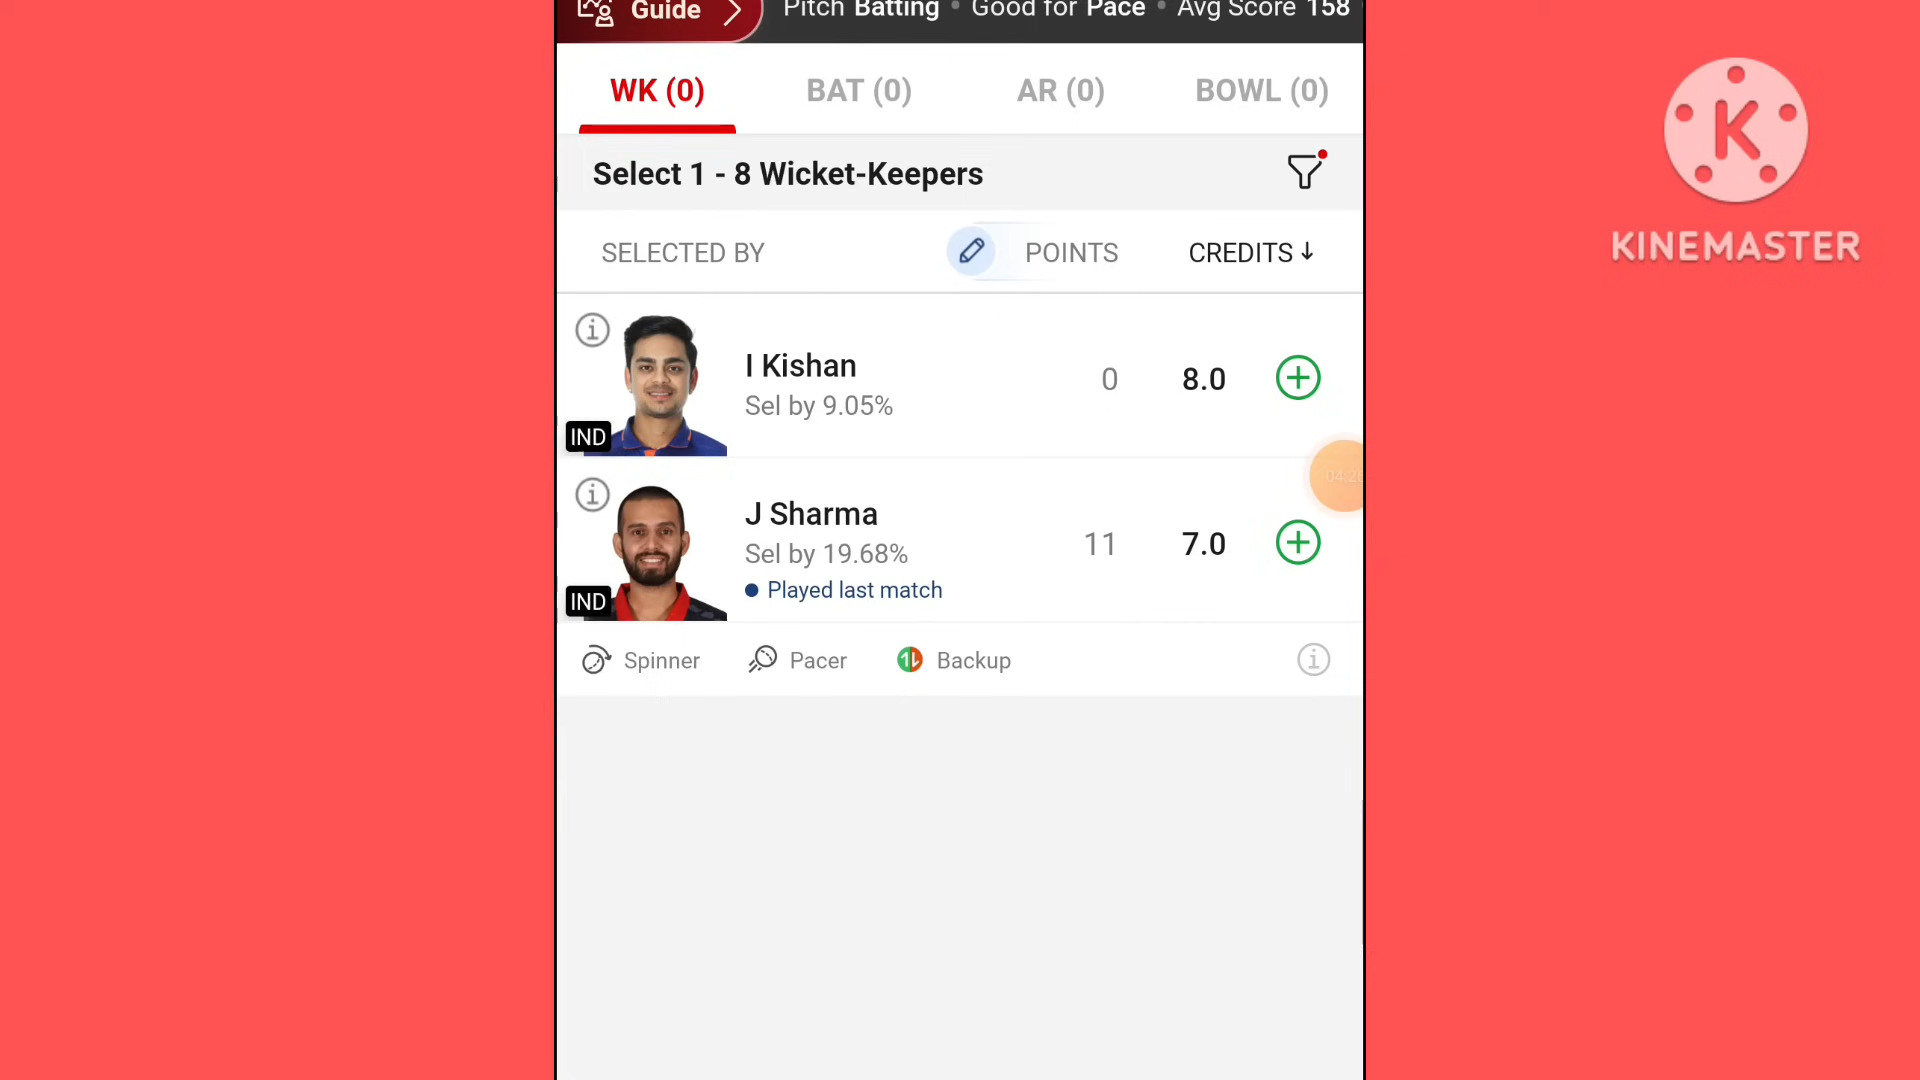 Guide
Pitch Batting • Good for Pace • Avg Score 158
WK (0) BAT (0) AR (0) BOWL (0)
Select 1 - 8 Wicket-Keepers
SELECTED BY POINTS CREDITS ↓
I Kishan
Sel by 9.05%
0 8.0
IND
J Sharma
Sel by 19.68%
Played last match
11 7.0
IND
Spinner Pacer Backup
K
KINEMASTER